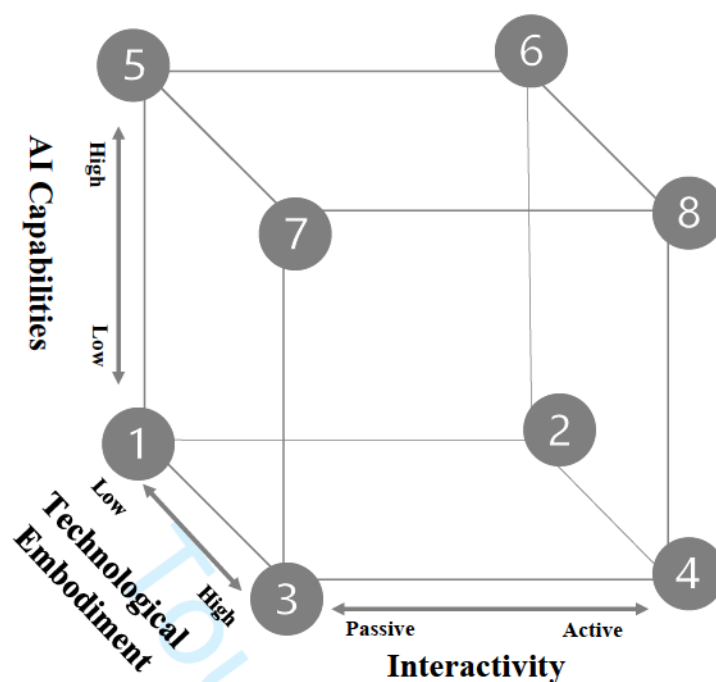 5
6
AI Capabilities
High
Low
7
8
1
2
Low
High
Technological
Embodiment
3
4
Passive
Active
Interactivity